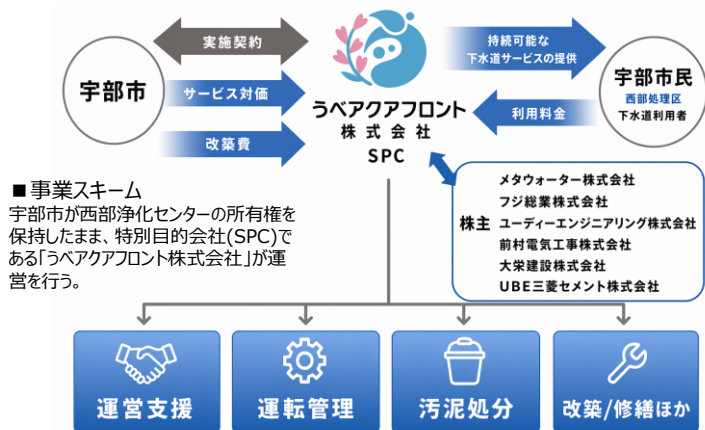 実施契約
宇部市
サービス対価
改築費
うべアクアフロント
株式会社
SPC
持続可能な
下水道サービスの提供
利用料金
宇部市民
西部処理区
下水道利用者
■事業スキーム
宇部市が西部浄化センターの所有権を
保持したまま、特別目的会社(SPC)で
ある「うべアクアフロント株式会社」が運
営を行う。
株主
メタウォーター株式会社
フジ総業株式会社
ユーディーエンジニアリング株式会社
前村電気工事株式会社
大栄建設株式会社
UBE三菱セメント株式会社
運営支援
運転管理
汚泥処分
改築/修繕ほか